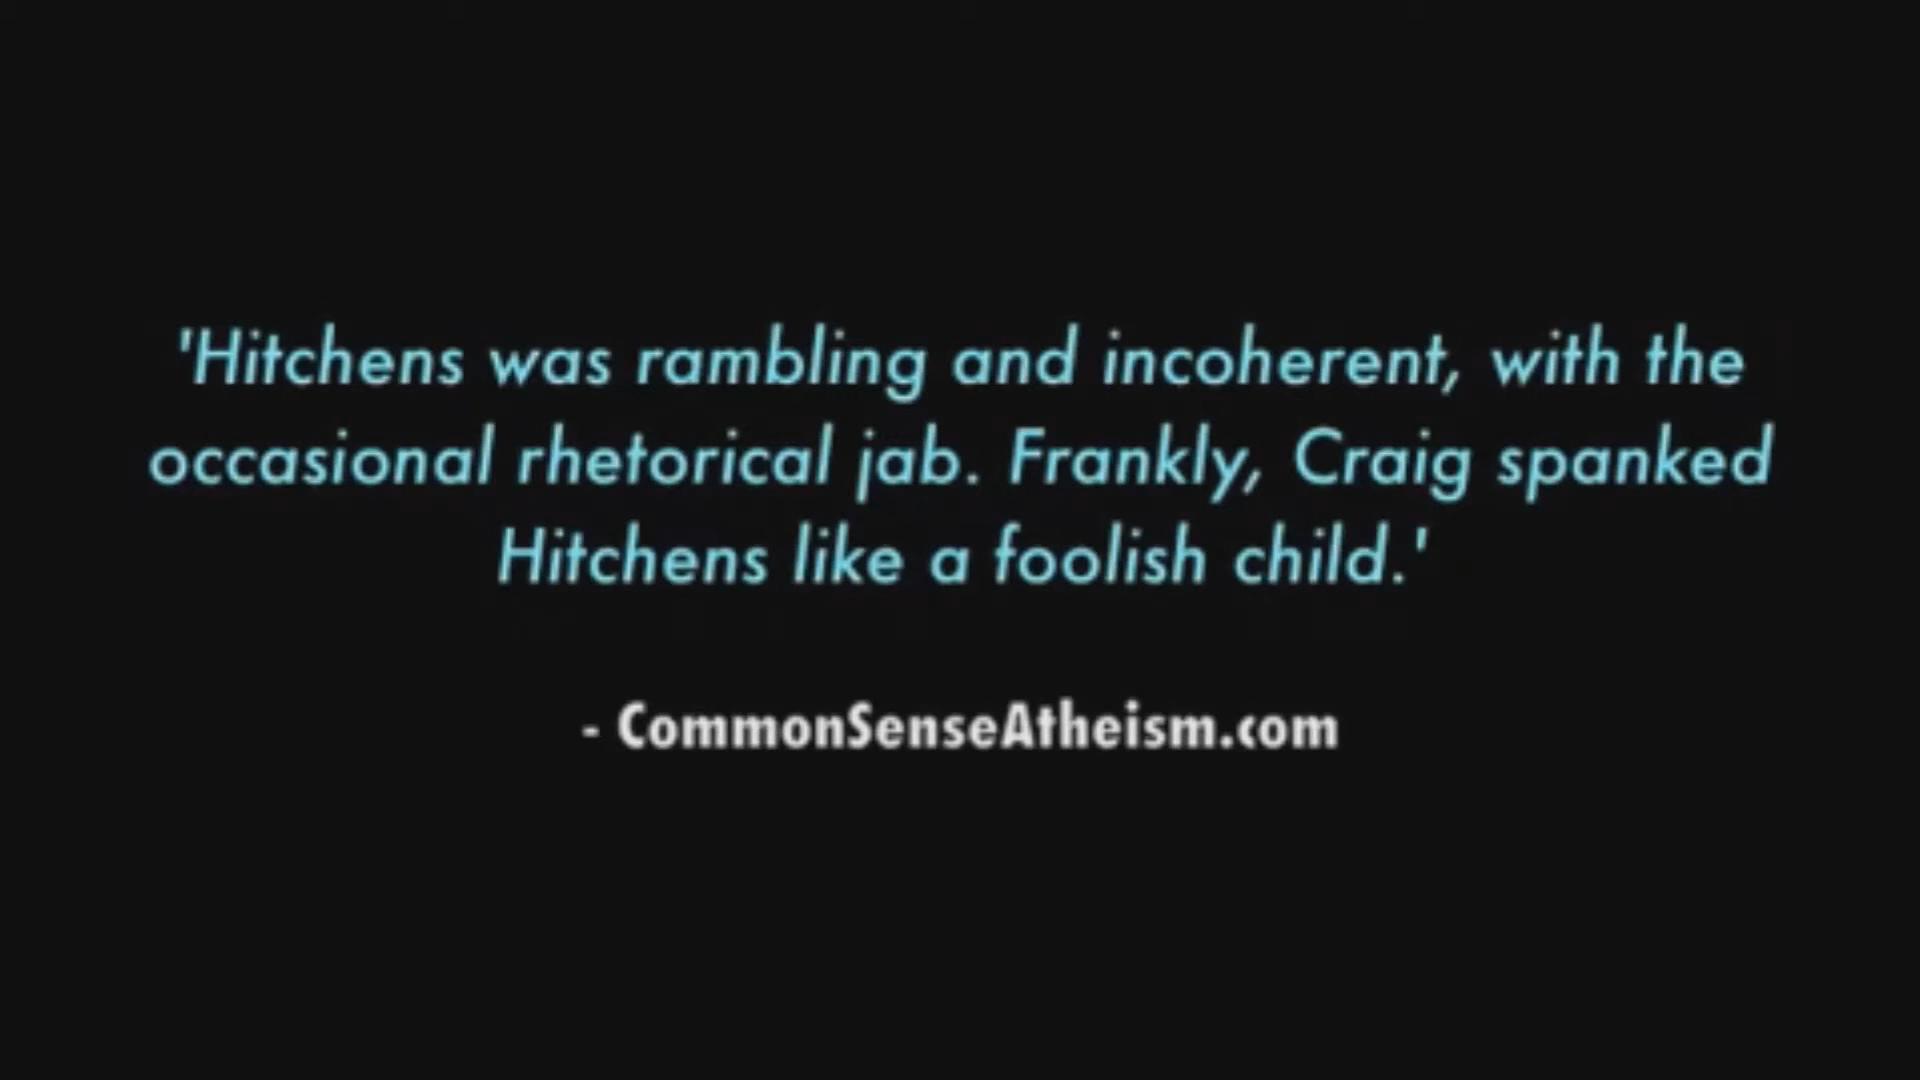 'Hitchens was rambling and incoherent, with the
occasional rhetorical jab. Frankly, Craig spanked
Hitchens like a foolish child.'
- CommonSenseAtheism.com